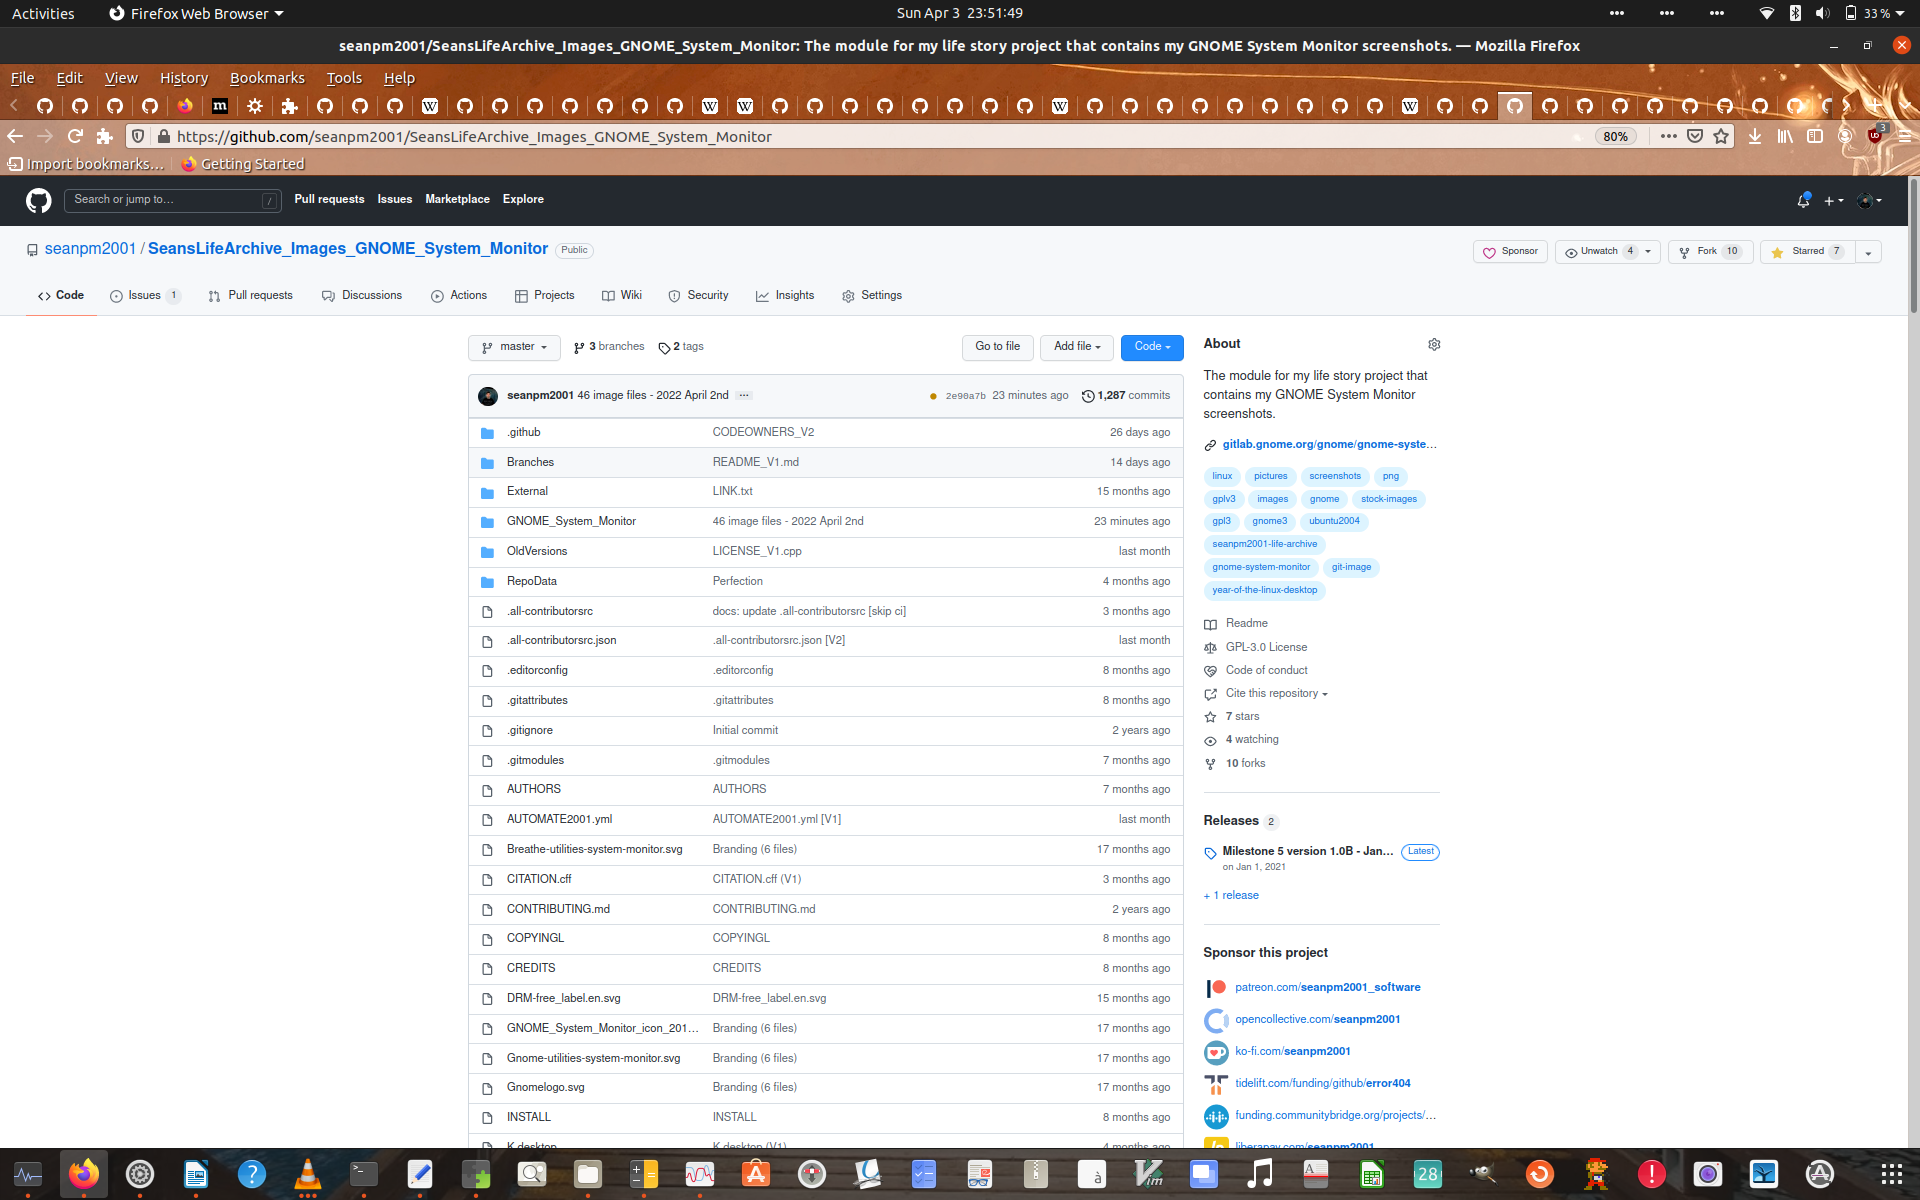 Activities
Firefox Web Browser
Sun Apr 3 23:51:49
33 %
seanpm2001/SeansLifeArchive_Images_GNOME_System_Monitor: The module for my life story project that contains my GNOME System Monitor screenshots. — Mozilla Firefox
File Edit View History Bookmarks Tools Help
https://github.com/seanpm2001/SeansLifeArchive_Images_GNOME_System_Monitor
80%
3
Import bookmarks...
Getting Started
Search or jump to...
/
Pull requests Issues Marketplace Explore
seanpm2001 / SeansLifeArchive_Images_GNOME_System_Monitor Public
Sponsor
Unwatch 4
Fork 10
Starred 7
Code
Issues 1
Pull requests
Discussions
Actions
Projects
Wiki
Security
Insights
Settings
master
3 branches
2 tags
Go to file
Add file
Code
seanpm2001 46 image files - 2022 April 2nd ... 2e90a7b 23 minutes ago 1,287 commits
.github CODEOWNERS_V2 26 days ago
Branches README_V1.md 14 days ago
External LINK.txt 15 months ago
GNOME_System_Monitor 46 image files - 2022 April 2nd 23 minutes ago
OldVersions LICENSE_V1.cpp last month
RepoData Perfection 4 months ago
.all-contributorsrc docs: update .all-contributorsrc [skip ci] 3 months ago
.all-contributorsrc.json .all-contributorsrc.json [V2] last month
.editorconfig .editorconfig 8 months ago
.gitattributes .gitattributes 8 months ago
.gitignore Initial commit 2 years ago
.gitmodules .gitmodules 7 months ago
AUTHORS AUTHORS 7 months ago
AUTOMATE2001.yml AUTOMATE2001.yml [V1] last month
Breathe-utilities-system-monitor.svg Branding (6 files) 17 months ago
CITATION.cff CITATION.cff (V1) 3 months ago
CONTRIBUTING.md CONTRIBUTING.md 2 years ago
COPYINGL COPYINGL 8 months ago
CREDITS CREDITS 8 months ago
DRM-free_label.en.svg DRM-free_label.en.svg 15 months ago
GNOME_System_Monitor_icon_201... Branding (6 files) 17 months ago
Gnome-utilities-system-monitor.svg Branding (6 files) 17 months ago
Gnomelogo.svg Branding (6 files) 17 months ago
INSTALL INSTALL 8 months ago
K.desktop K.desktop (V1) 4 months ago
About
The module for my life story project that
contains my GNOME System Monitor
screenshots.
gitlab.gnome.org/gnome/gnome-syste...
linux pictures screenshots png
gplv3 images gnome stock-images
gpl3 gnome3 ubuntu2004
seanpm2001-life-archive
gnome-system-monitor git-image
year-of-the-linux-desktop
Readme
GPL-3.0 License
Code of conduct
Cite this repository
7 stars
4 watching
10 forks
Releases 2
Milestone 5 version 1.0B - Jan... Latest
on Jan 1, 2021
+ 1 release
Sponsor this project
patreon.com/seanpm2001_software
opencollective.com/seanpm2001
ko-fi.com/seanpm2001
tidelift.com/funding/github/error404
funding.communitybridge.org/projects/...
liberapay.com/seanpm2001
28